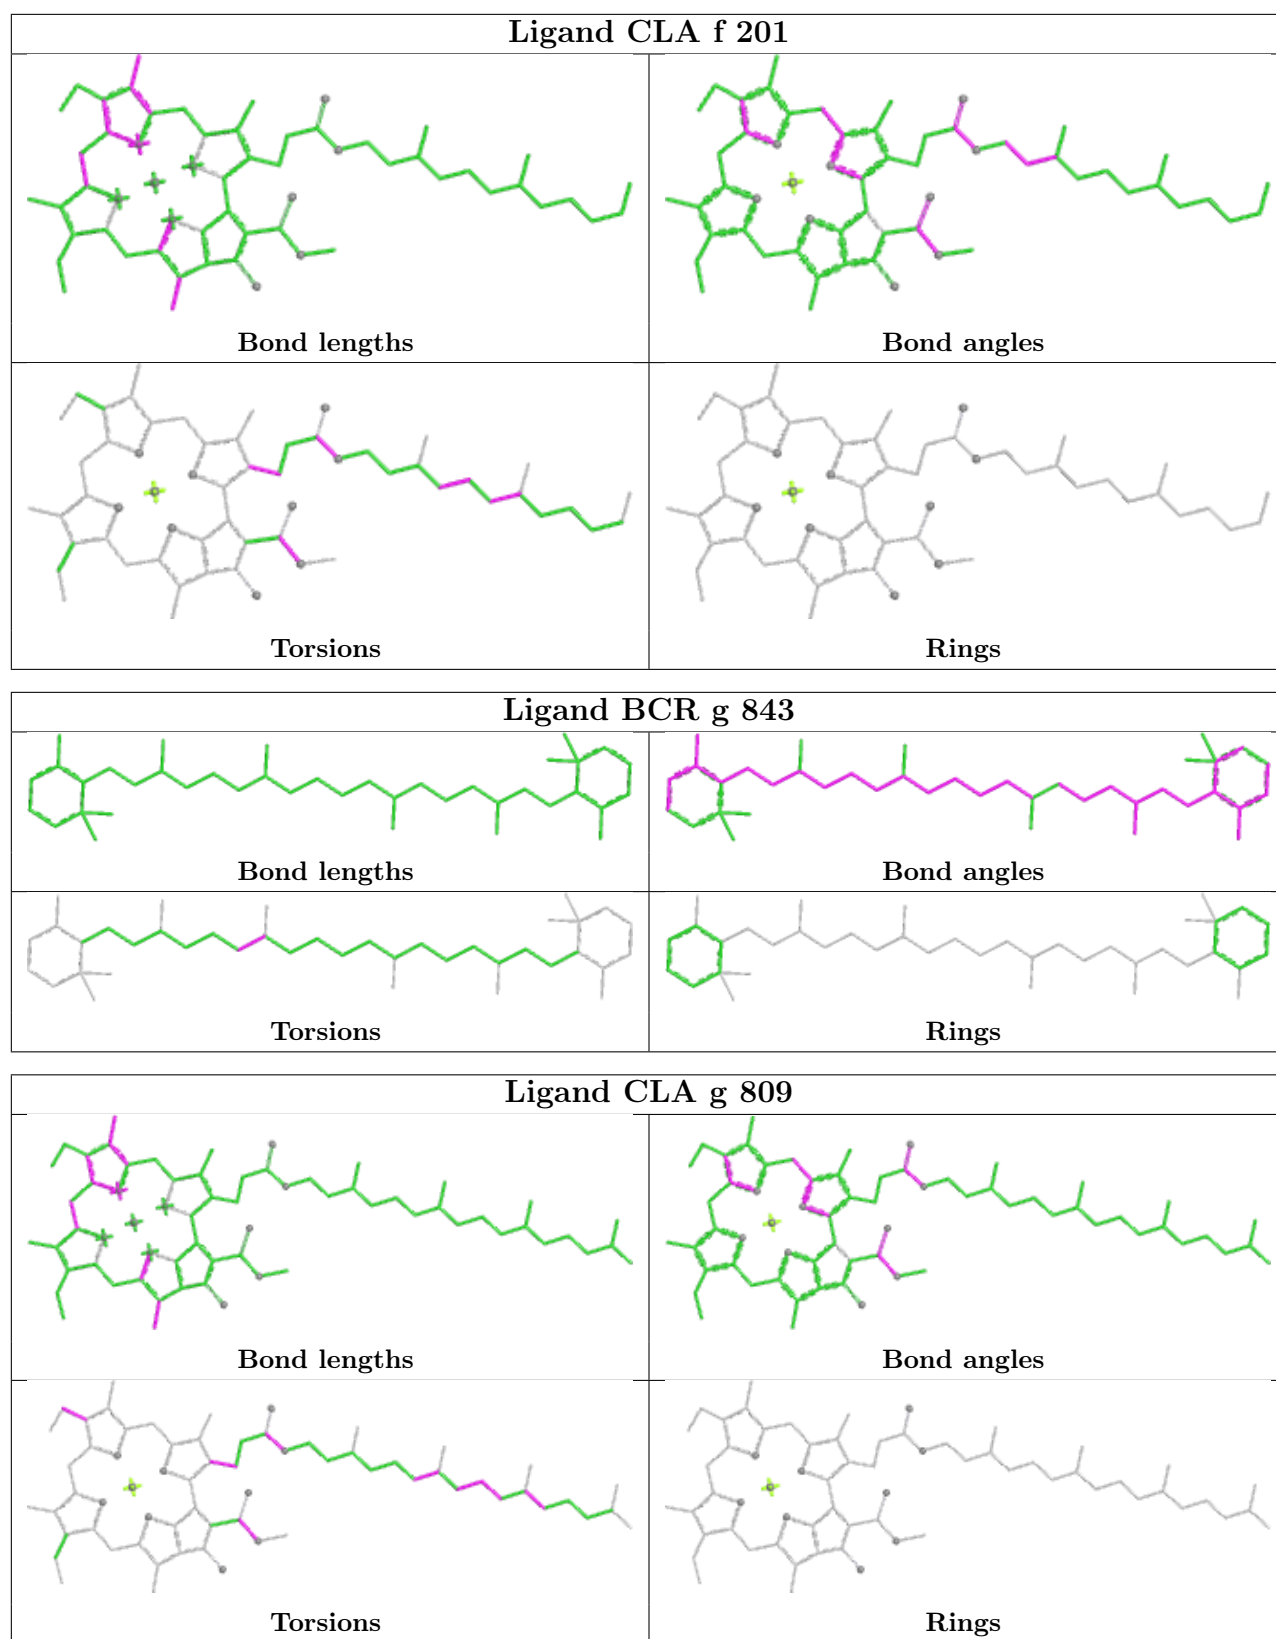 Ligand CLA f 201
Bond lengths
Bond angles
Torsions
Rings
Ligand BCR g 843
Bond lengths
Bond angles
Torsions
Rings
Ligand CLA g 809
Bond lengths
Bond angles
Torsions
Rings